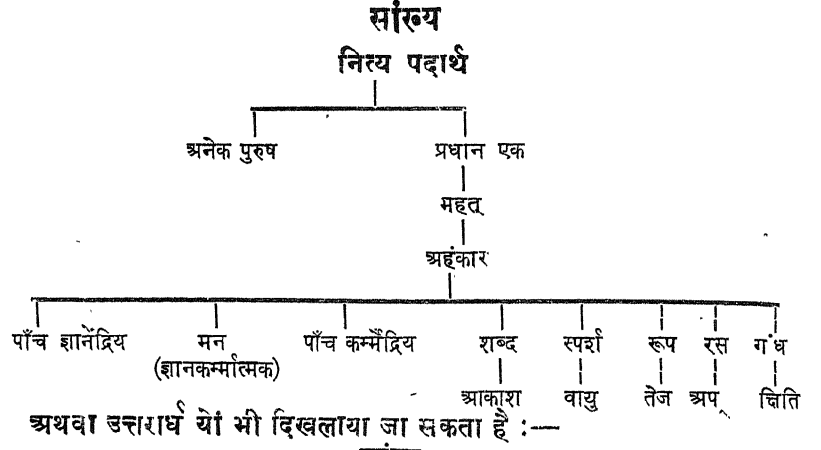 सांख्य
नित्य पदार्थ
अनेक पुरुष प्रधान एक
महत्
अहंकार
पाँच ज्ञानेंद्रिय मन पाँच कर्म्मेंद्रिय शब्द स्पर्श रूप रस गंध
(ज्ञानकर्म्मात्मक)
आकाश वायु तेज अप् क्षिति
अथवा उत्तरार्ध यों भी दिखलाया जा सकता है :—